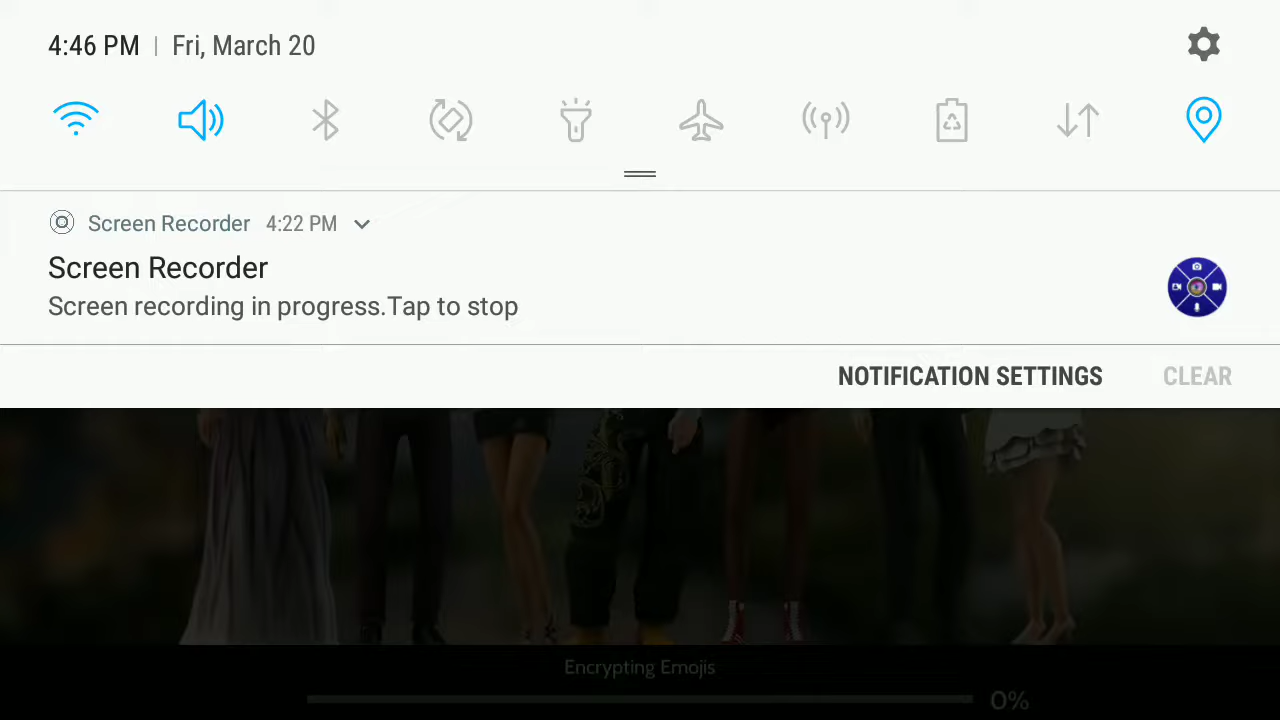 4:46 PM | Fri, March 20
Screen Recorder 4:22 PM
Screen Recorder
Screen recording in progress.Tap to stop
NOTIFICATION SETTINGS CLEAR
Encrypting Emojis
0%